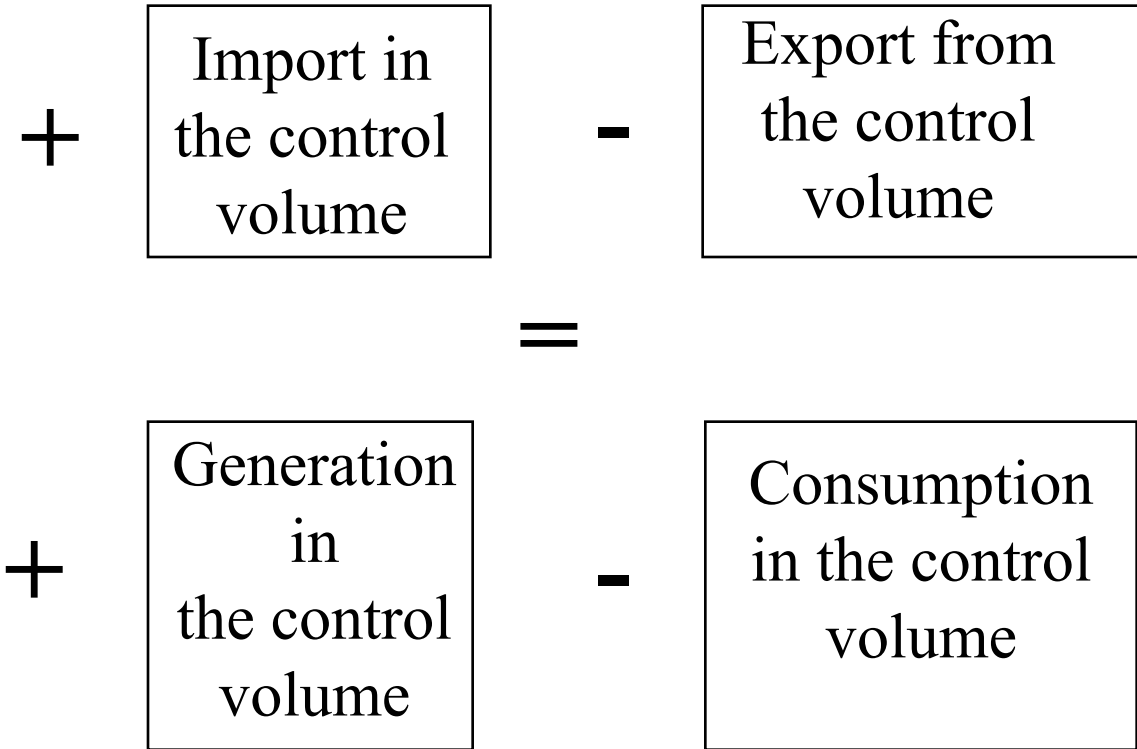 +
Import in
the control
volume
-
Export from
the control
volume
=
+
Generation
in
the control
volume
-
Consumption
in the control
volume